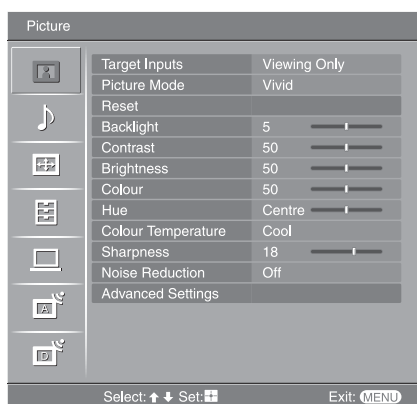 Picture
Target Inputs Viewing Only
Picture Mode Vivid
Reset
Backlight 5
Contrast 50
Brightness 50
Colour 50
Hue Centre
Colour Temperature Cool
Sharpness 18
Noise Reduction Off
Advanced Settings
A
D
Select: Set: Exit: MENU